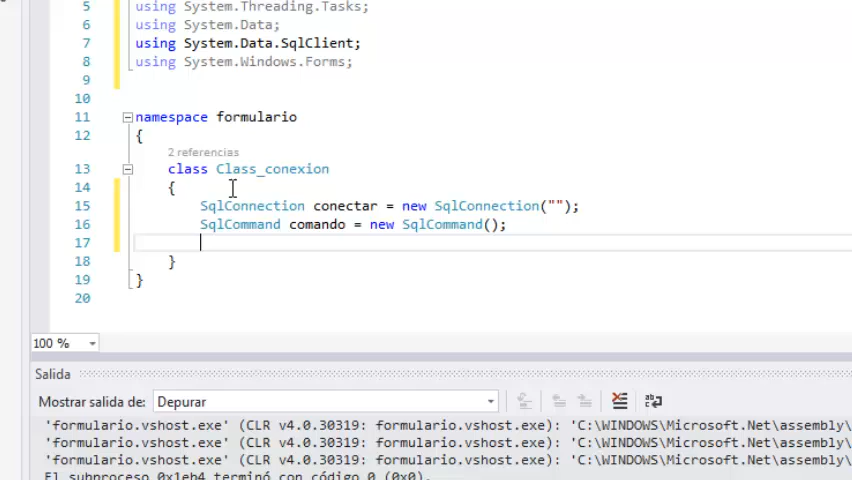 5 using System.Threading.Tasks;
6 using System.Data;
7 using System.Data.SqlClient;
8 using System.Windows.Forms;
9
10
11 namespace formulario
12 {
2 referencias
13 class Class_conexion
14 {
15 SqlConnection conectar = new SqlConnection("");
16 SqlCommand comando = new SqlCommand();
17
18 }
19 }
20
100 %
Salida
Mostrar salida de: Depurar
'formulario.vshost.exe' (CLR v4.0.30319: formulario.vshost.exe): 'C:\WINDOWS\Microsoft.Net\assembly\
'formulario.vshost.exe' (CLR v4.0.30319: formulario.vshost.exe): 'C:\WINDOWS\Microsoft.Net\assembly\
'formulario.vshost.exe' (CLR v4.0.30319: formulario.vshost.exe): 'C:\WINDOWS\Microsoft.Net\assembly\
El subproceso 0x1eb4 terminó con código 0 (0x0).